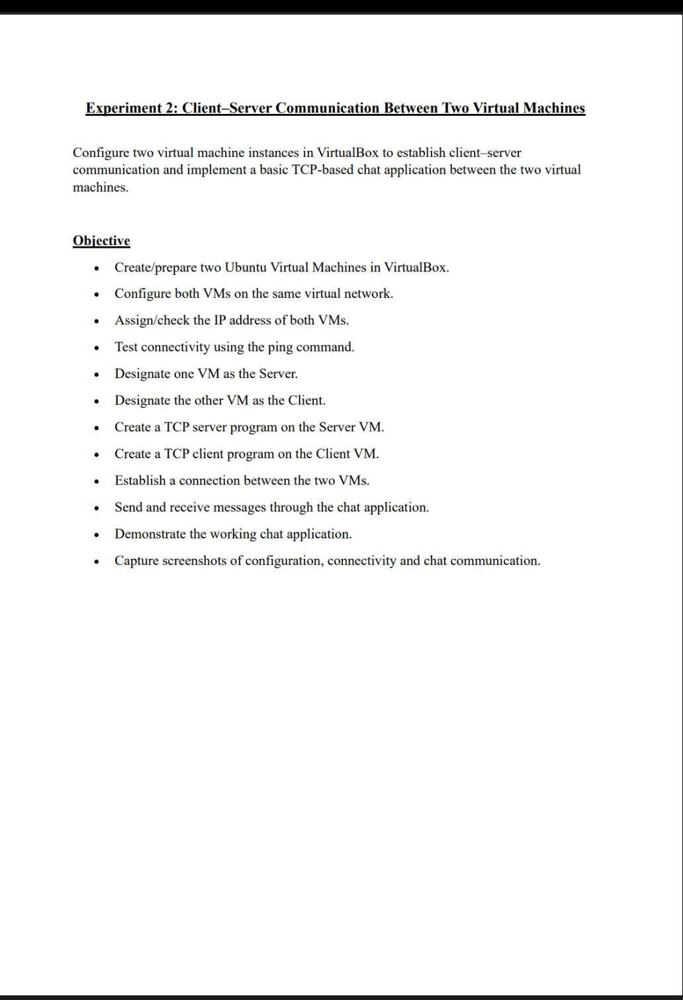 Experiment 2: Client–Server Communication Between Two Virtual Machines
Configure two virtual machine instances in VirtualBox to establish client–server
communication and implement a basic TCP-based chat application between the two virtual
machines.
Objective
• Create/prepare two Ubuntu Virtual Machines in VirtualBox.
• Configure both VMs on the same virtual network.
• Assign/check the IP address of both VMs.
• Test connectivity using the ping command.
• Designate one VM as the Server.
• Designate the other VM as the Client.
• Create a TCP server program on the Server VM.
• Create a TCP client program on the Client VM.
• Establish a connection between the two VMs.
• Send and receive messages through the chat application.
• Demonstrate the working chat application.
• Capture screenshots of configuration, connectivity and chat communication.